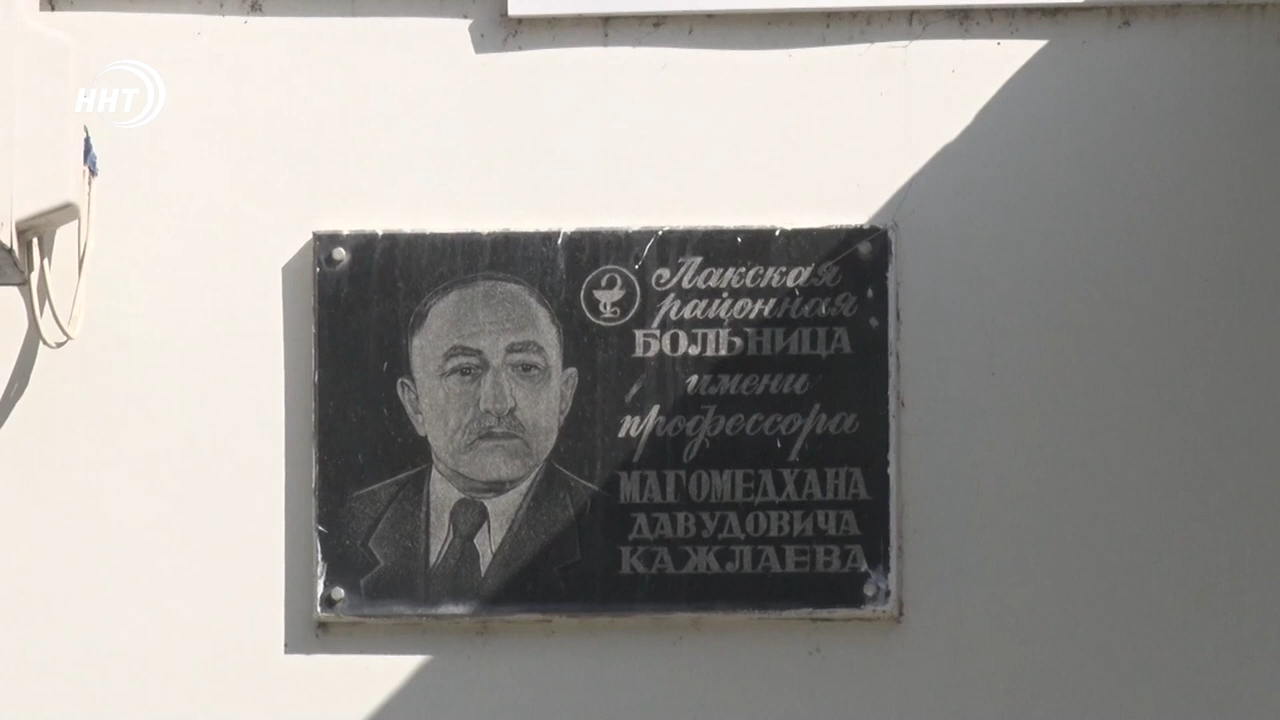 ННТ
Лакская
районная
БОЛЬНИЦА
имени
профессора
МАГОМЕДХАНА
ДАВУДОВИЧА
КАЖЛАЕВА